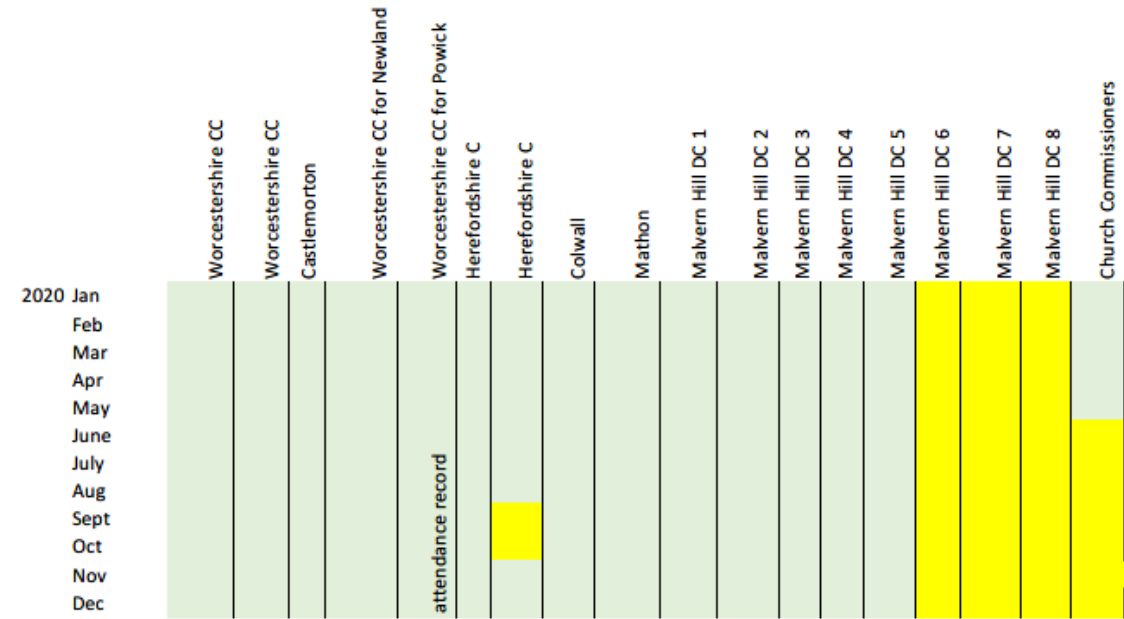 Worcestershire CC
Worcestershire CC
Castlemorton
Worcestershire CC for Newland
Worcestershire CC for Powick
Herefordshire C
Herefordshire C
Colwall
Mathon
Malvern Hill DC 1
Malvern Hill DC 2
Malvern Hill DC 3
Malvern Hill DC 4
Malvern Hill DC 5
Malvern Hill DC 6
Malvern Hill DC 7
Malvern Hill DC 8
Church Commissioners
2020 Jan
Feb
Mar
Apr
May
June
July
Aug
Sept
Oct
Nov
Dec
attendance record